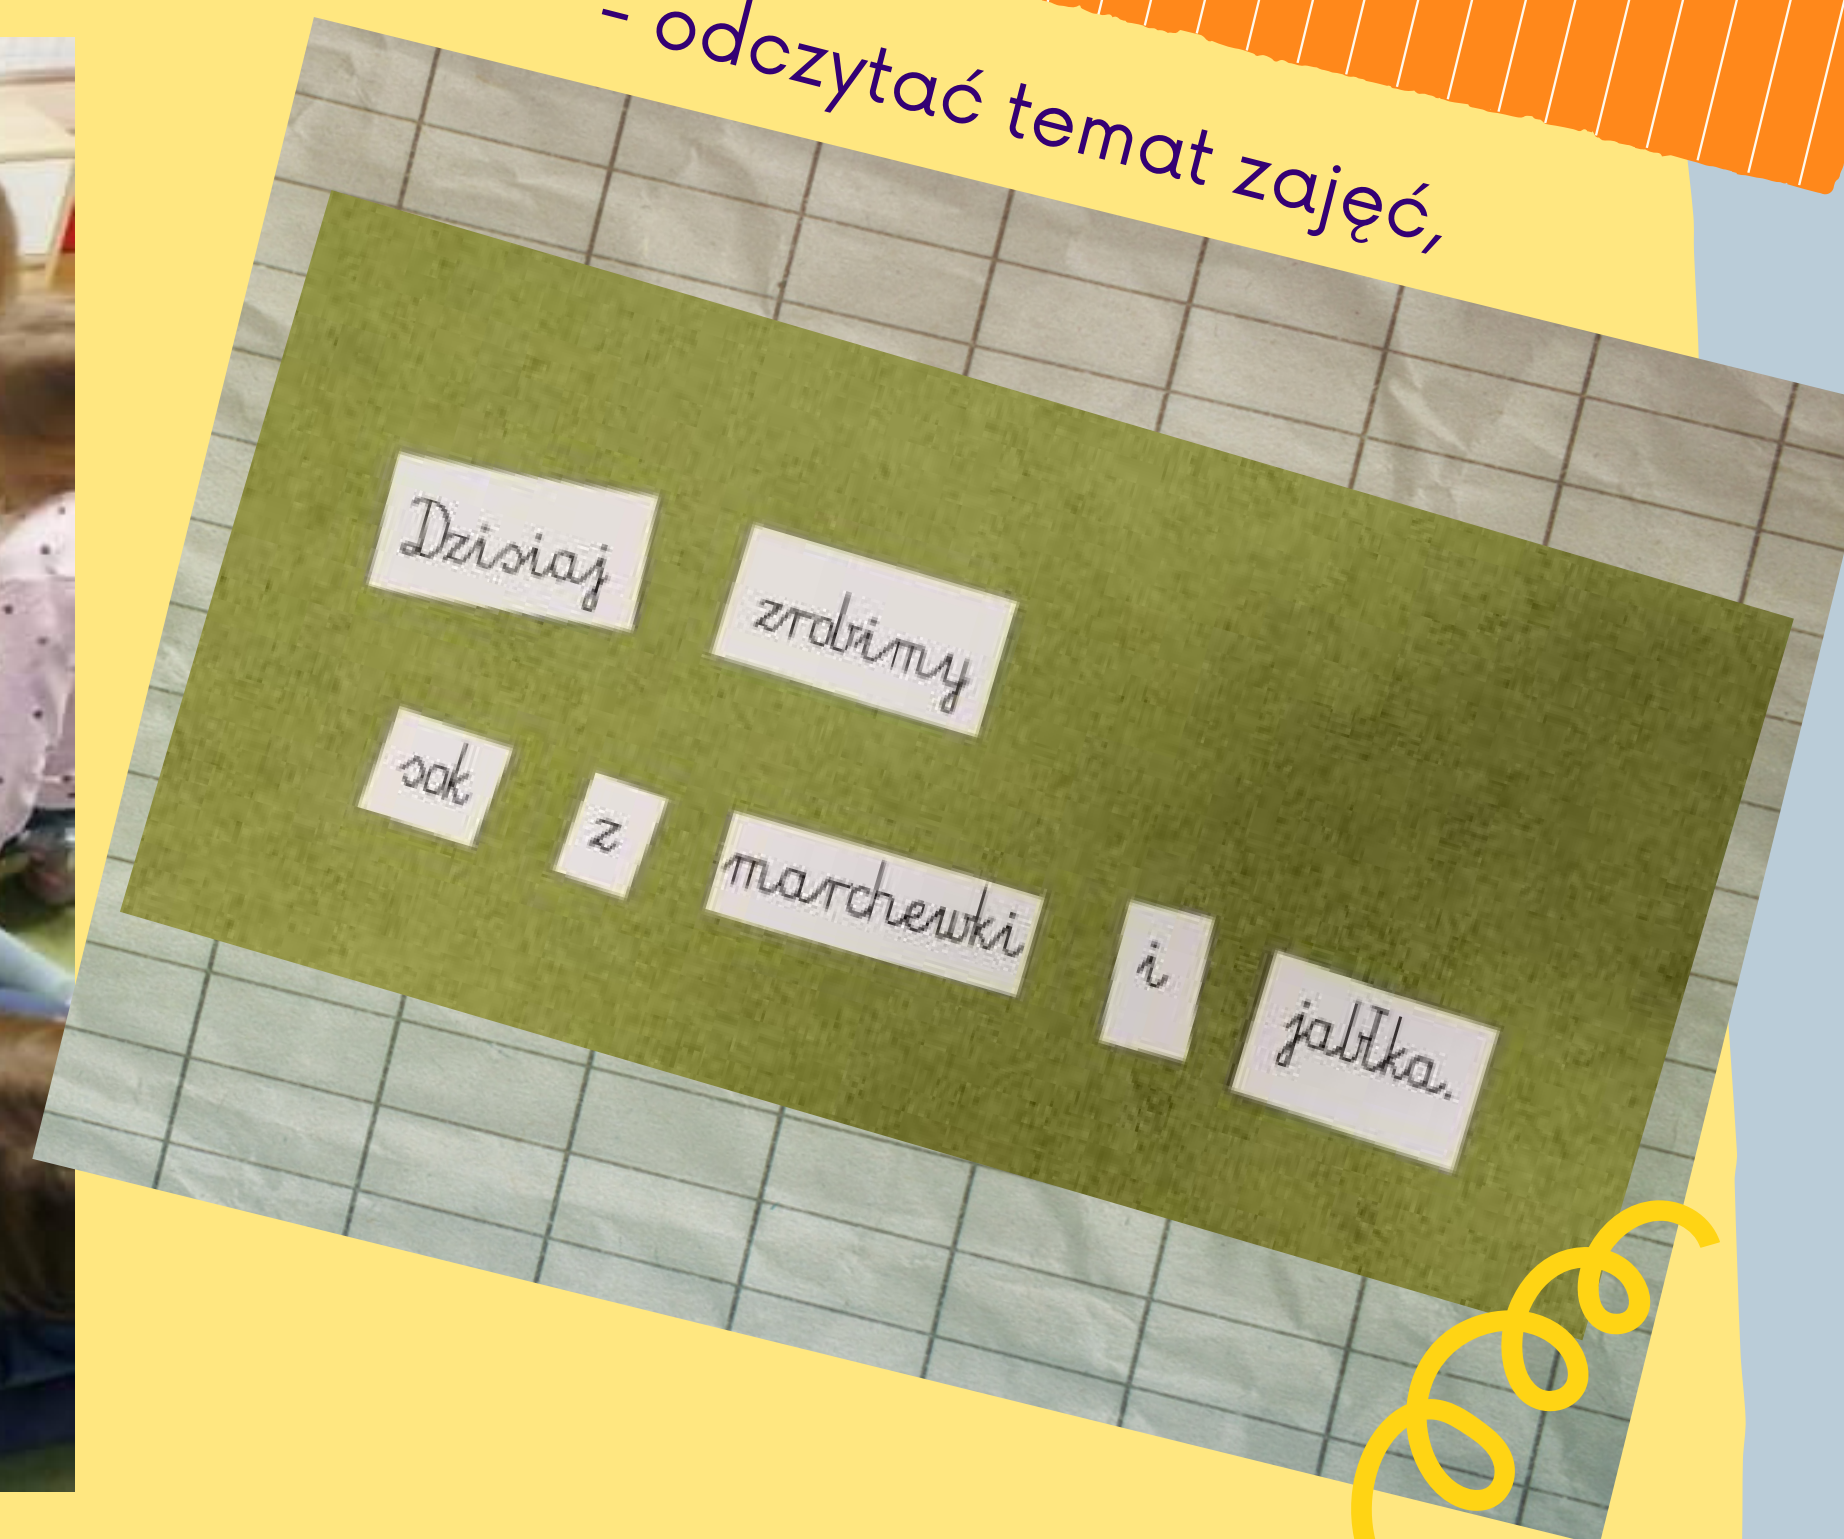 - odczytać temat zajęć,
Dzisiaj zrobimy
sok z marchewki i jabłka.